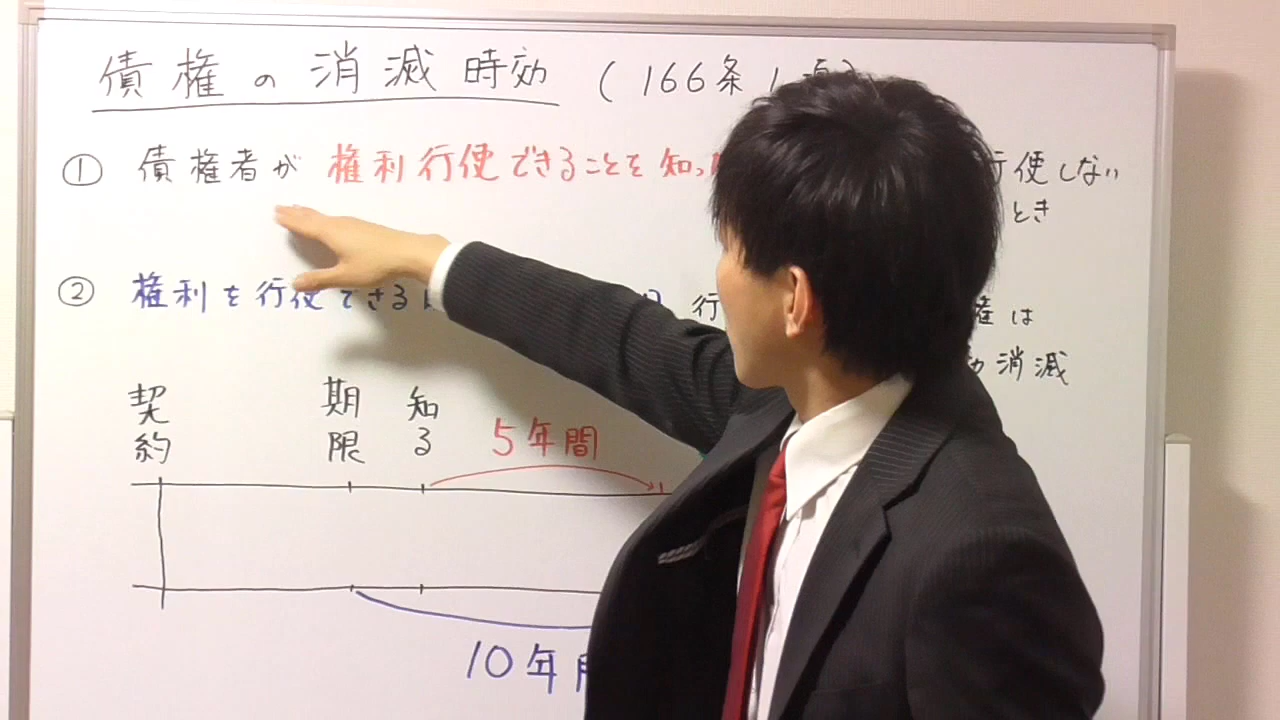 債権の消滅時効 (166条1項)
① 債権者が 権利行使できることを知っ 行使しない
とき
② 権利を行使できる 行 権は
消滅
契約 期限 知る 5年間
10年